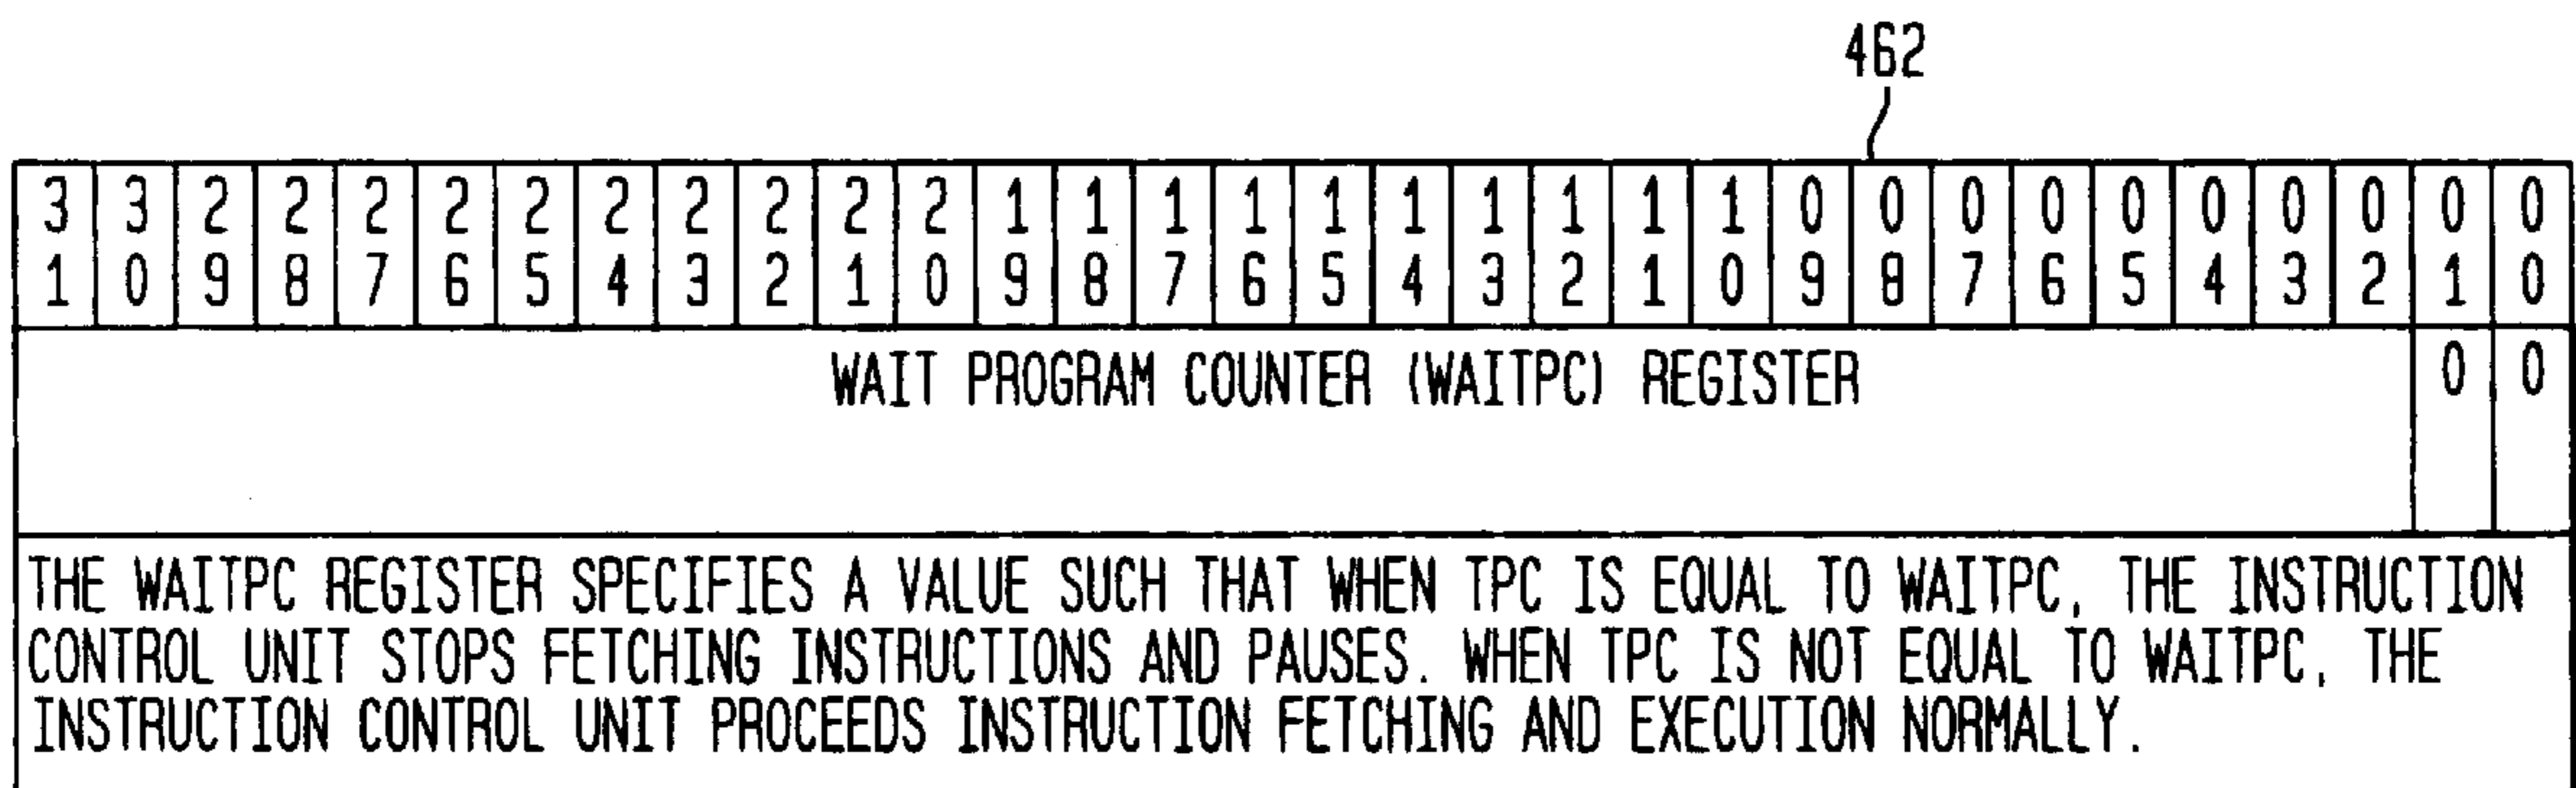 462
3 3 2 2 2 2 2 2 2 2 2 2 1 1 1 1 1 1 1 1 1 1 0 0 0 0 0 0 0 0 0 0
1 0 9 8 7 6 5 4 3 2 1 0 9 8 7 6 5 4 3 2 1 0 9 8 7 6 5 4 3 2 1 0
WAIT PROGRAM COUNTER (WAITPC) REGISTER 0 0
THE WAITPC REGISTER SPECIFIES A VALUE SUCH THAT WHEN TPC IS EQUAL TO WAITPC, THE INSTRUCTION
CONTROL UNIT STOPS FETCHING INSTRUCTIONS AND PAUSES. WHEN TPC IS NOT EQUAL TO WAITPC, THE
INSTRUCTION CONTROL UNIT PROCEEDS INSTRUCTION FETCHING AND EXECUTION NORMALLY.